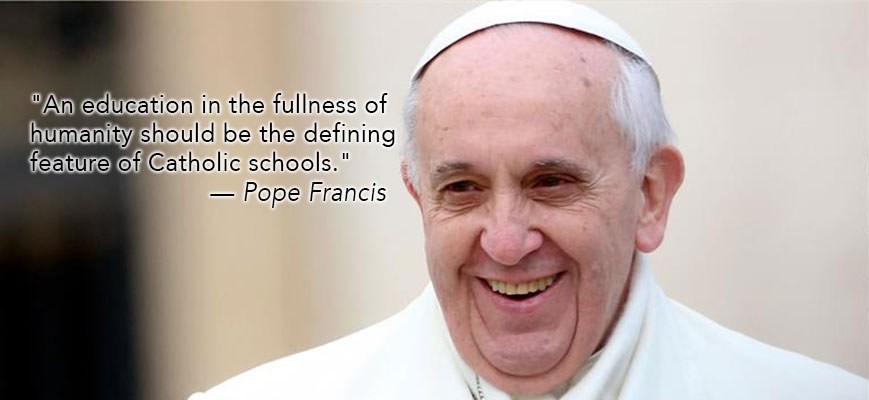 "An education in the fullness of
humanity should be the defining
feature of Catholic schools."
— Pope Francis